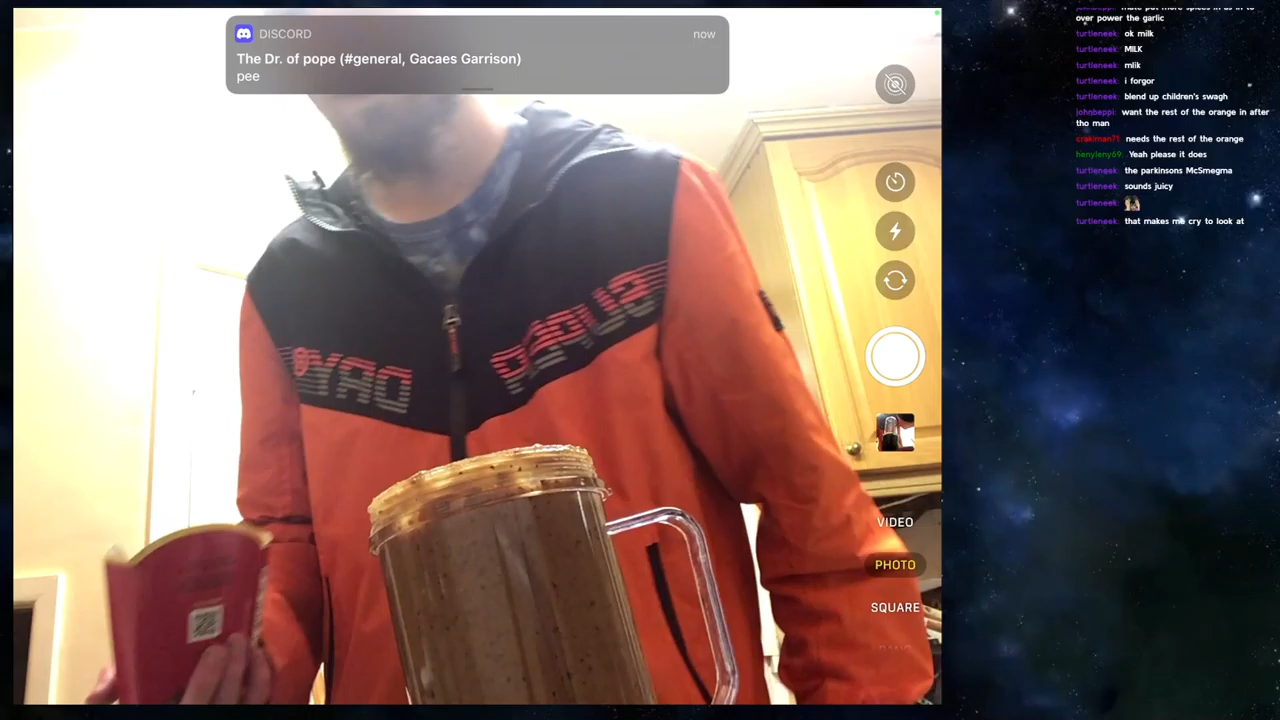 DISCORD
now
The Dr. of pope (#general, Gacaes Garrison)
pee
VIDEO
PHOTO
SQUARE
over power the garlic
turtleneek: ok milk
turtleneek: MILK
turtleneek: mlik
turtleneek: i forgor
turtleneek: blend up children's swagh
johnbeppi: want the rest of the orange in after
tho man
crakiman71: needs the rest of the orange
henyleny69: Yeah please it does
turtleneek: the parkinsons McSmegma
turtleneek: sounds juicy
turtleneek:
turtleneek: that makes me cry to look at